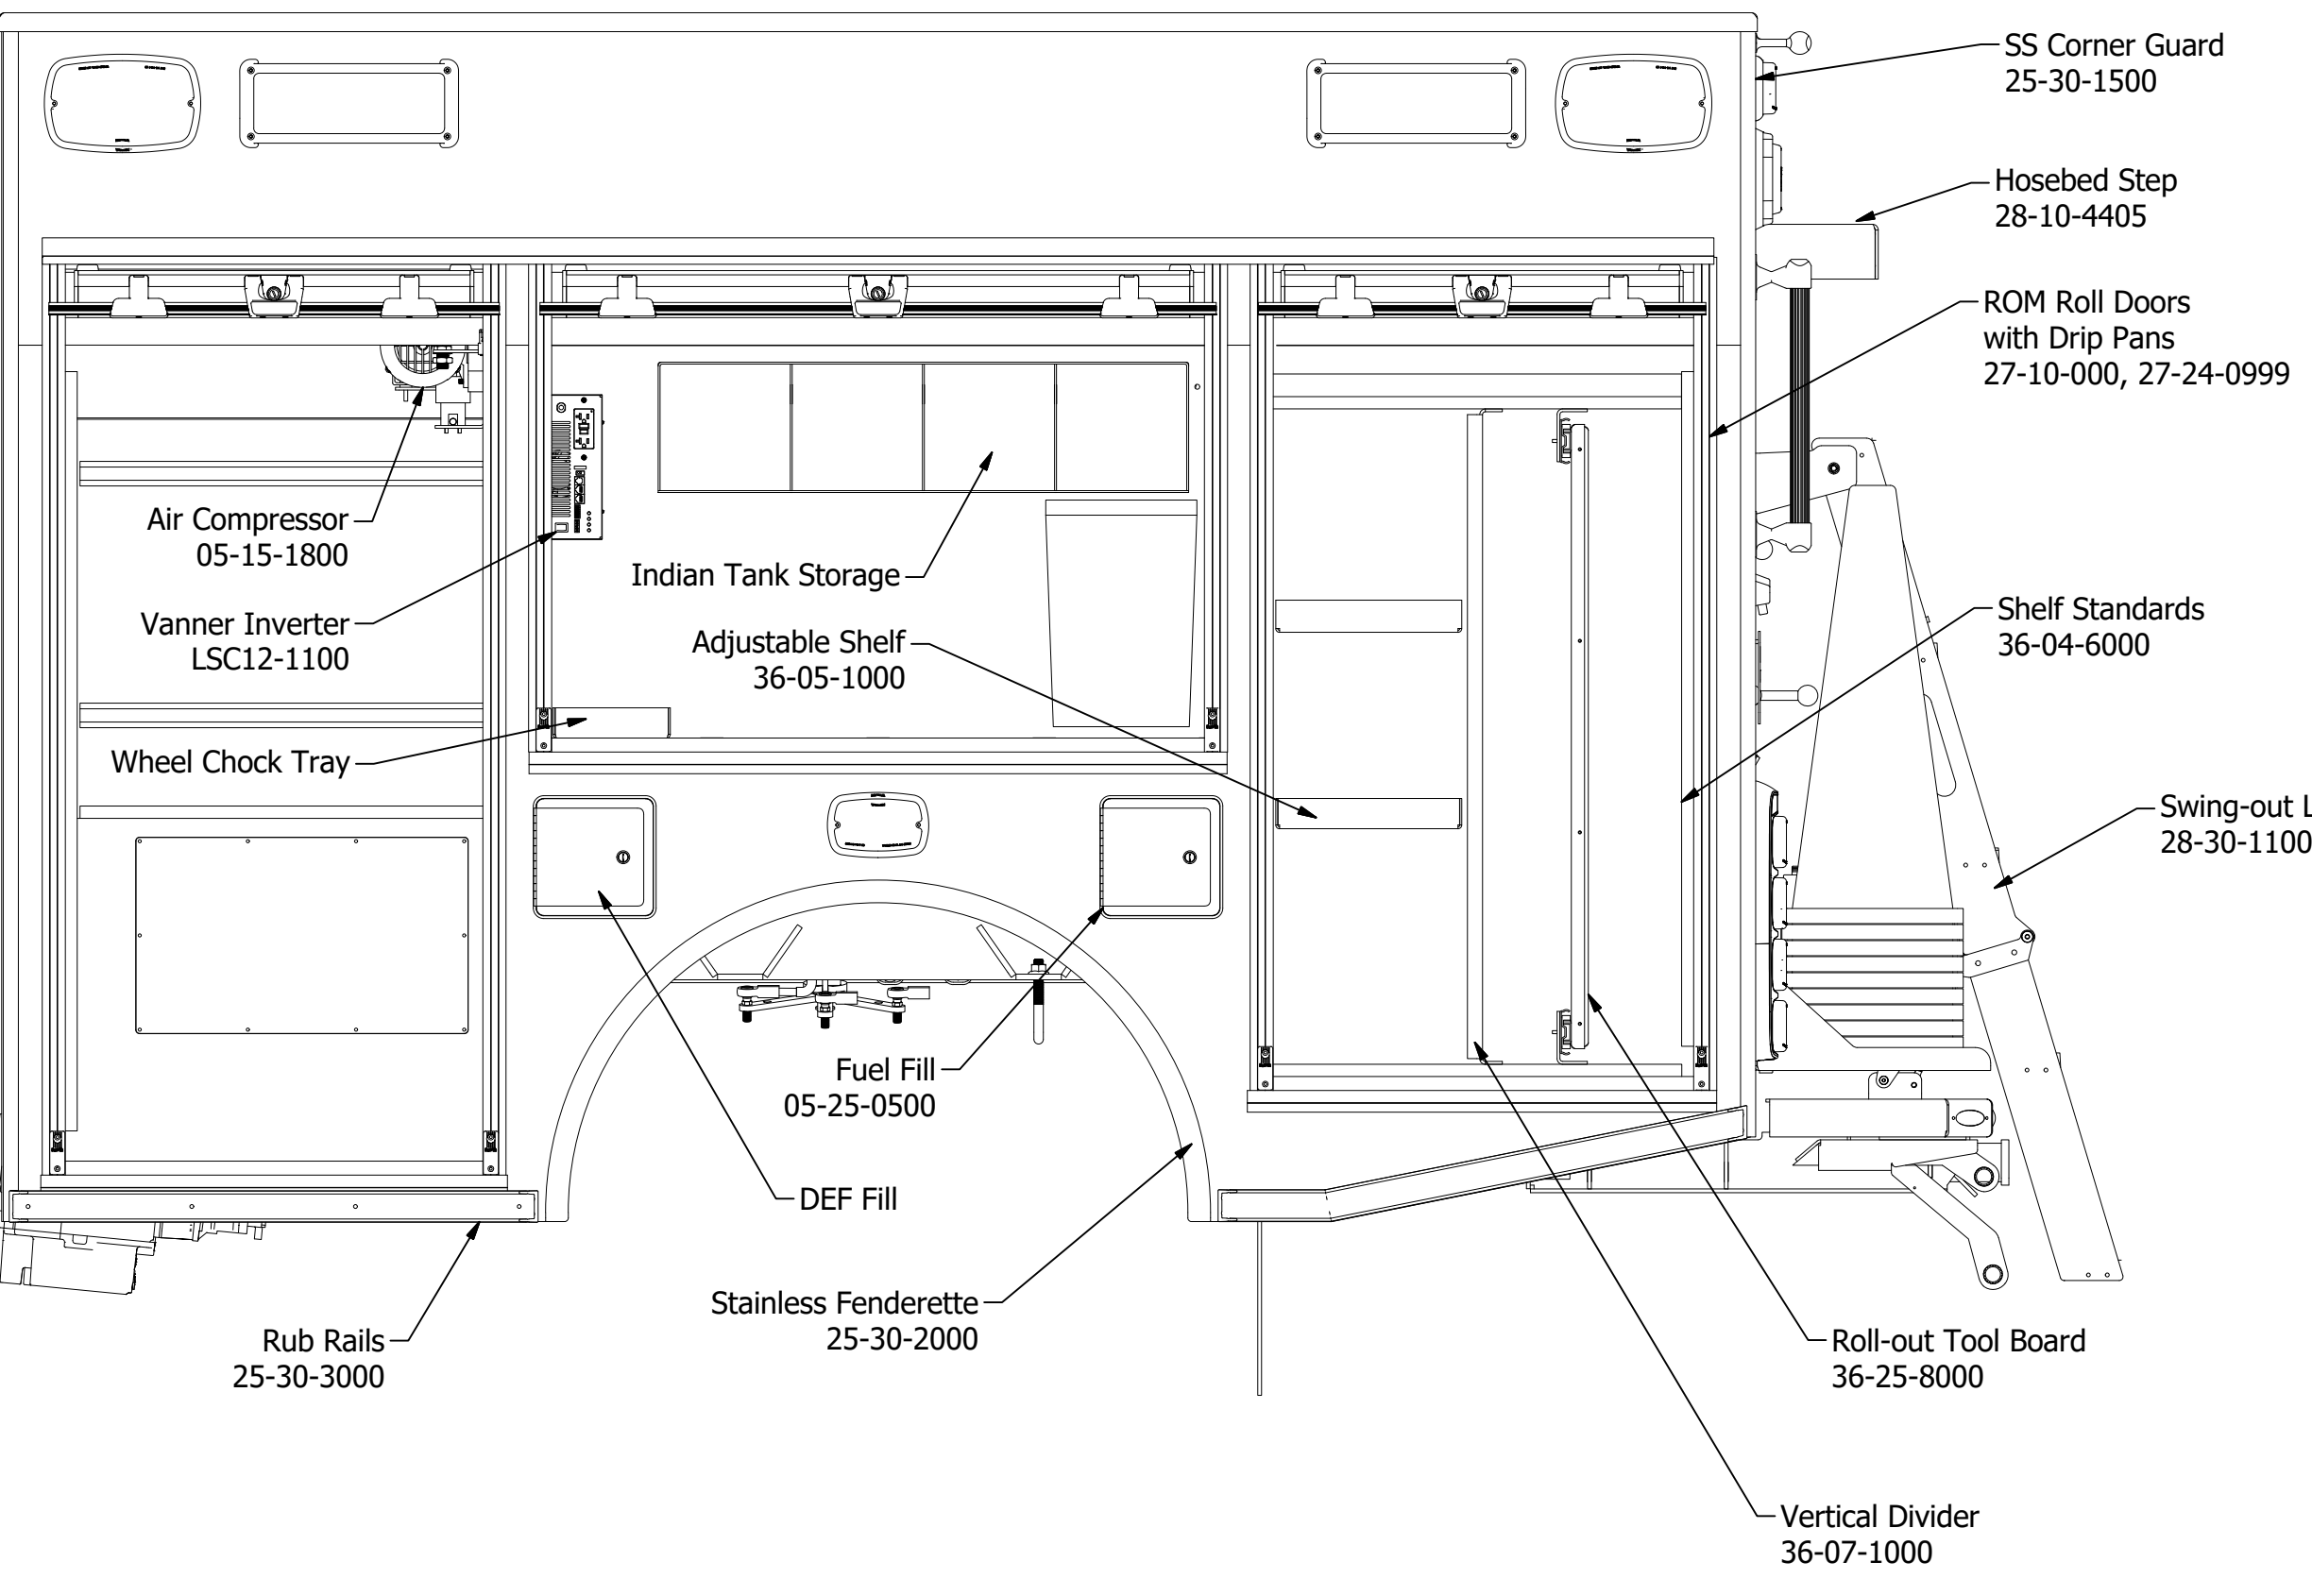 SS Corner Guard
25-30-1500
Hosebed Step
28-10-4405
ROM Roll Doors
with Drip Pans
27-10-000, 27-24-0999
Air Compressor
05-15-1800
Indian Tank Storage
Vanner Inverter
LSC12-1100
Adjustable Shelf
36-05-1000
Shelf Standards
36-04-6000
Wheel Chock Tray
Swing-out L
28-30-1100
Fuel Fill
05-25-0500
DEF Fill
Stainless Fenderette
25-30-2000
Rub Rails
25-30-3000
Roll-out Tool Board
36-25-8000
Vertical Divider
36-07-1000